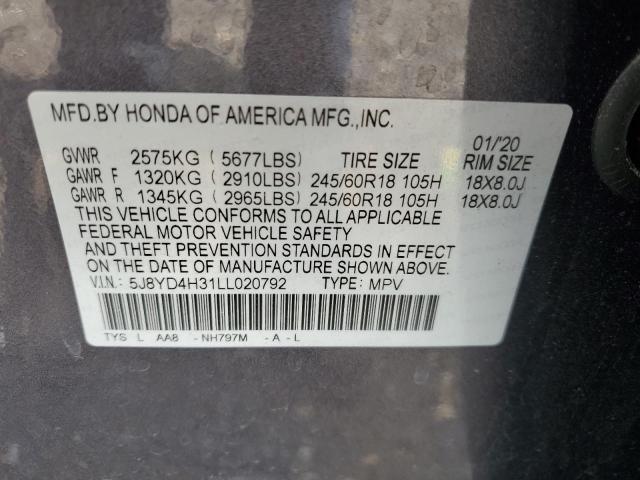 MFD.BY HONDA OF AMERICA MFG.,INC.
01/'20
GVWR 2575KG (5677LBS) TIRE SIZE RIM SIZE
GAWR F 1320KG (2910LBS) 245/60R18 105H 18X8.0J
GAWR R 1345KG (2965LBS) 245/60R18 105H 18X8.0J
THIS VEHICLE CONFORMS TO ALL APPLICABLE
FEDERAL MOTOR VEHICLE SAFETY
AND THEFT PREVENTION STANDARDS IN EFFECT
ON THE DATE OF MANUFACTURE SHOWN ABOVE.
V.I.N.: 5J8YD4H31LL020792 TYPE: MPV
TYS L AA8 - NH797M - A - L